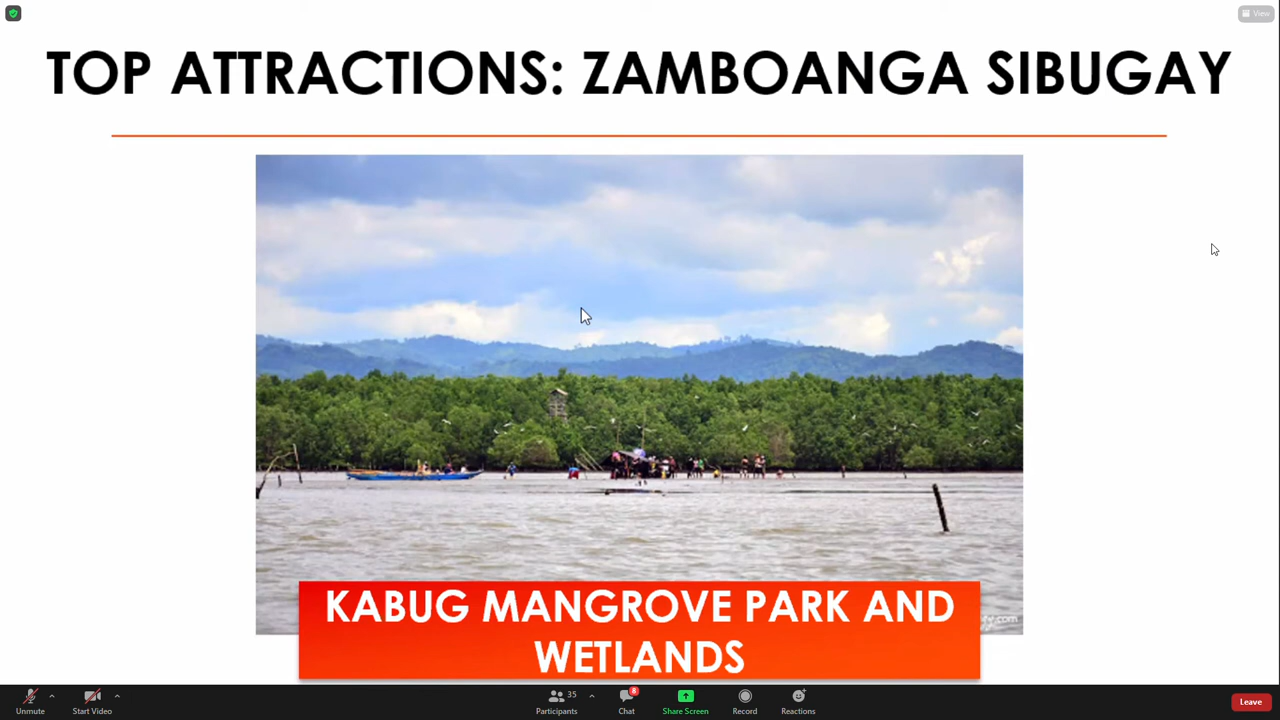 View
TOP ATTRACTIONS: ZAMBOANGA SIBUGAY
KABUG MANGROVE PARK AND
WETLANDS
Unmute
Start Video
35
Participants
8
Chat
Share Screen
Record
Reactions
Leave